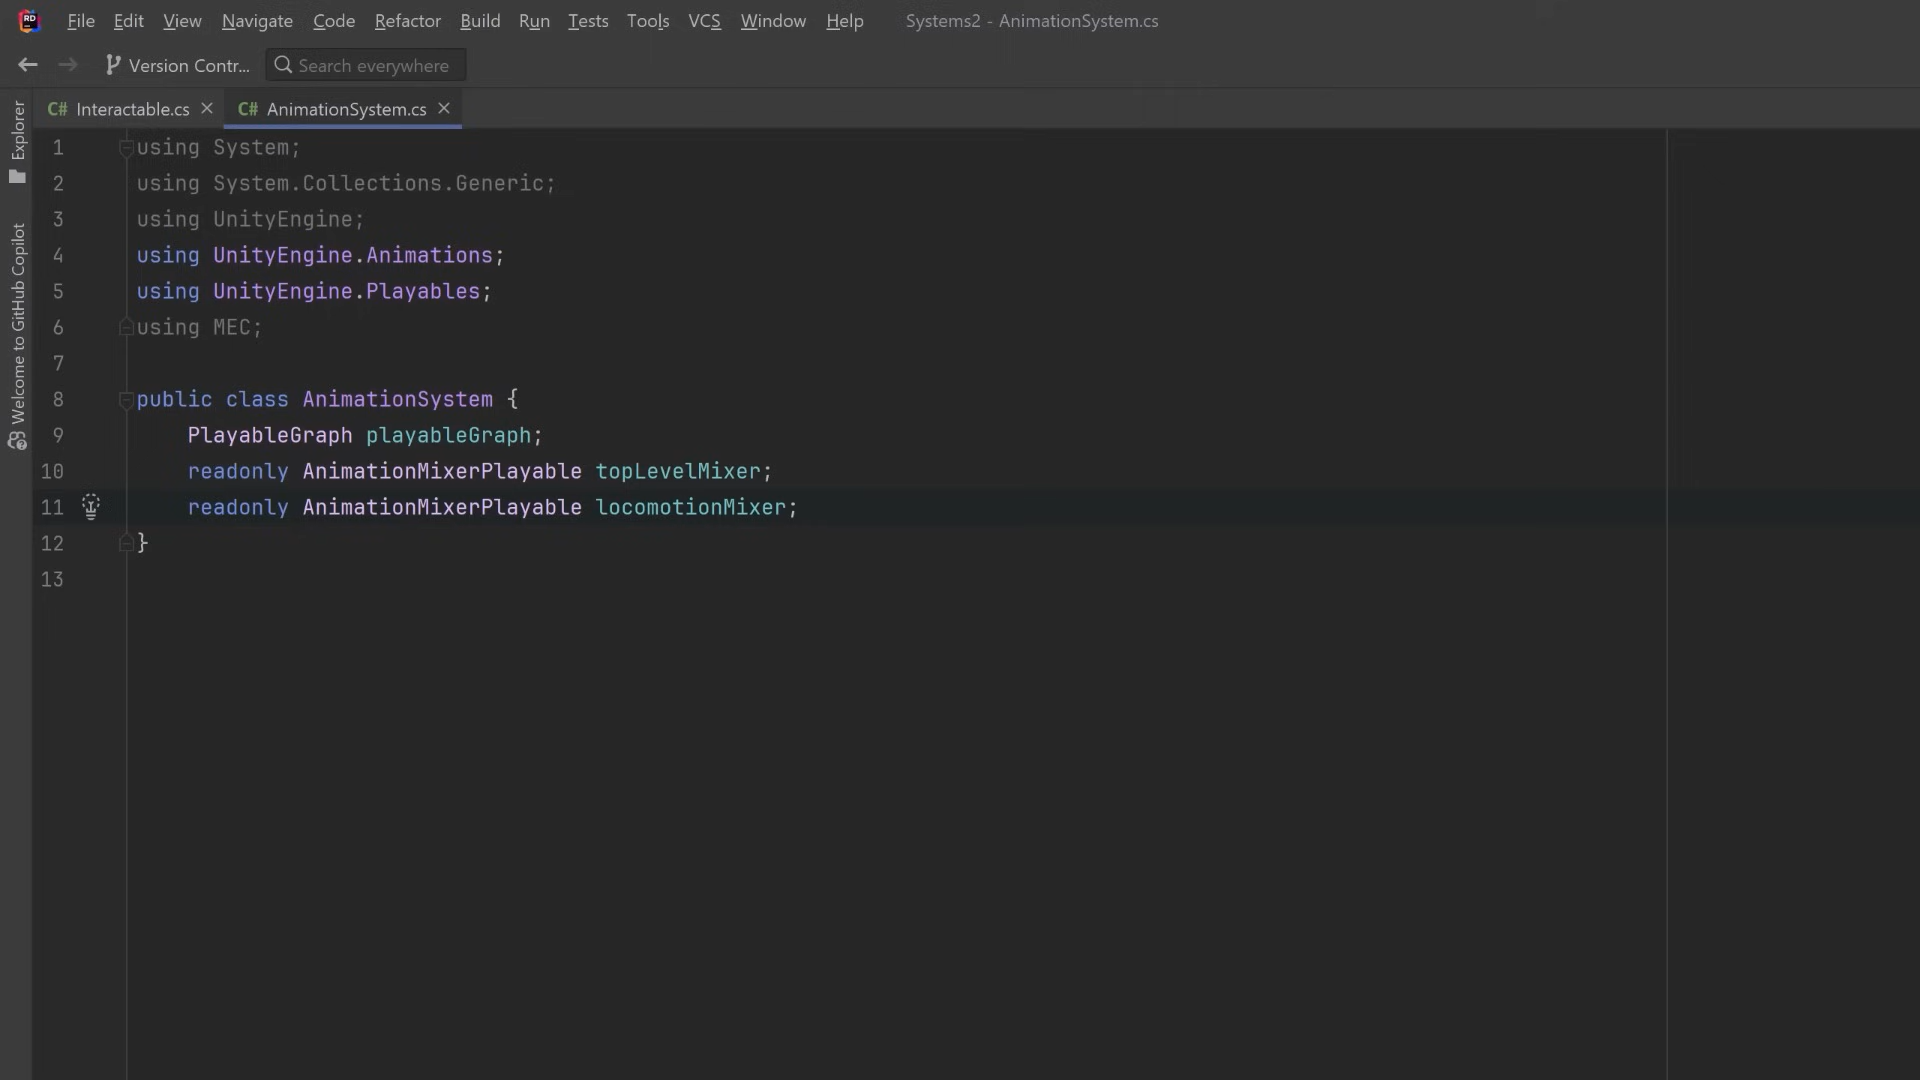 RD File Edit View Navigate Code Refactor Build Run Tests Tools VCS Window Help Systems2 - AnimationSystem.cs
Version Contr... Search everywhere
C# Interactable.cs C# AnimationSystem.cs
Explorer
Welcome to GitHub Copilot
1 using System;
2 using System.Collections.Generic;
3 using UnityEngine;
4 using UnityEngine.Animations;
5 using UnityEngine.Playables;
6 using MEC;
7
8 public class AnimationSystem {
9 PlayableGraph playableGraph;
10 readonly AnimationMixerPlayable topLevelMixer;
11 readonly AnimationMixerPlayable locomotionMixer;
12 }
13